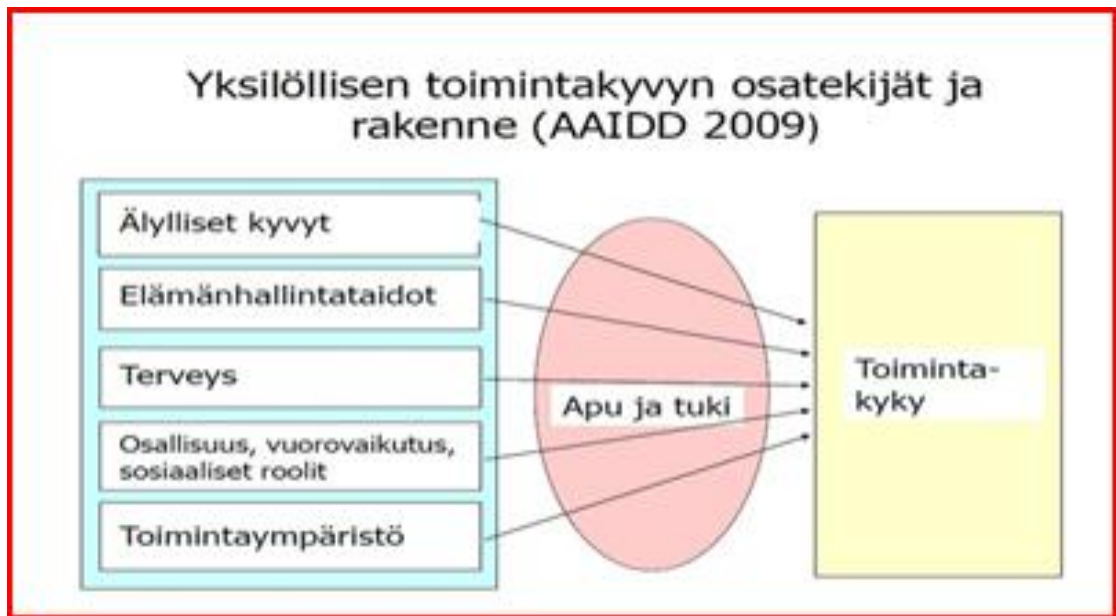 Yksilöllisen toimintakyvyn osatekijät ja
rakenne (AAIDD 2009)
Älylliset kyvyt
Elämänhallintataidot
Terveys
Osallisuus, vuorovaikutus,
sosiaaliset roolit
Toimintaympäristö
Apu ja tuki
Toiminta-
kyky